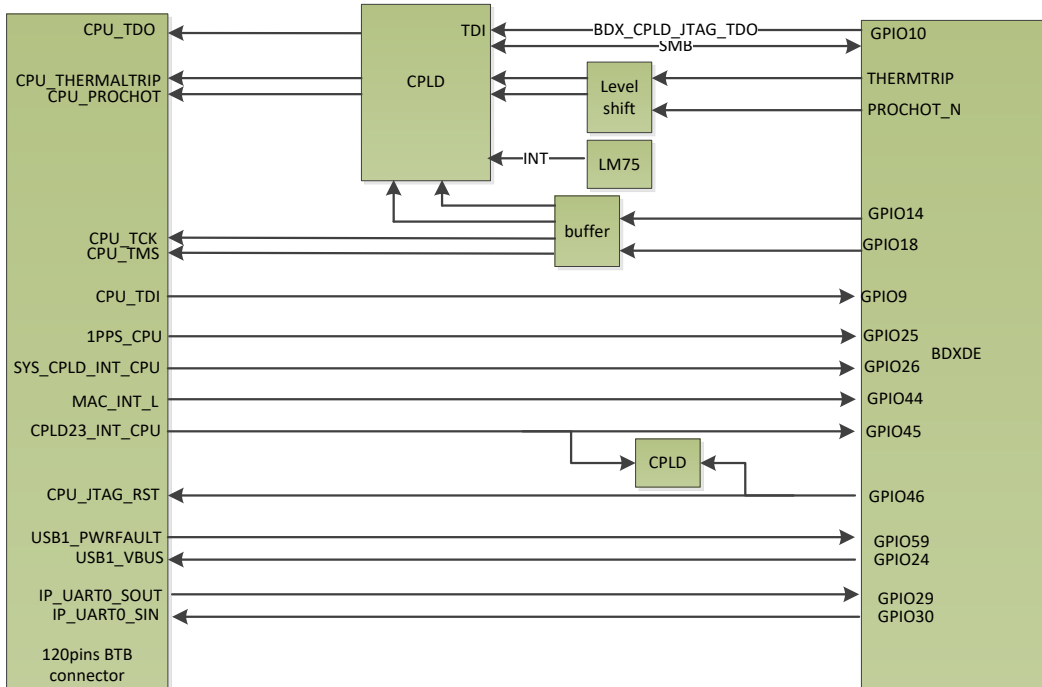 CPU_TDO
TDI
BDX_CPLD_JTAG_TDO
GPIO10
SMB
CPU_THERMALTRIP
CPU_PROCHOT
CPLD
Level
shift
THERMTRIP
PROCHOT_N
INT
LM75
buffer
GPIO14
GPIO18
CPU_TCK
CPU_TMS
CPU_TDI
GPIO9
1PPS_CPU
GPIO25
BDXDE
SYS_CPLD_INT_CPU
GPIO26
MAC_INT_L
GPIO44
CPLD23_INT_CPU
GPIO45
CPLD
CPU_JTAG_RST
GPIO46
USB1_PWRFAULT
GPIO59
USB1_VBUS
GPIO24
IP_UART0_SOUT
GPIO29
IP_UART0_SIN
GPIO30
120pins BTB
connector